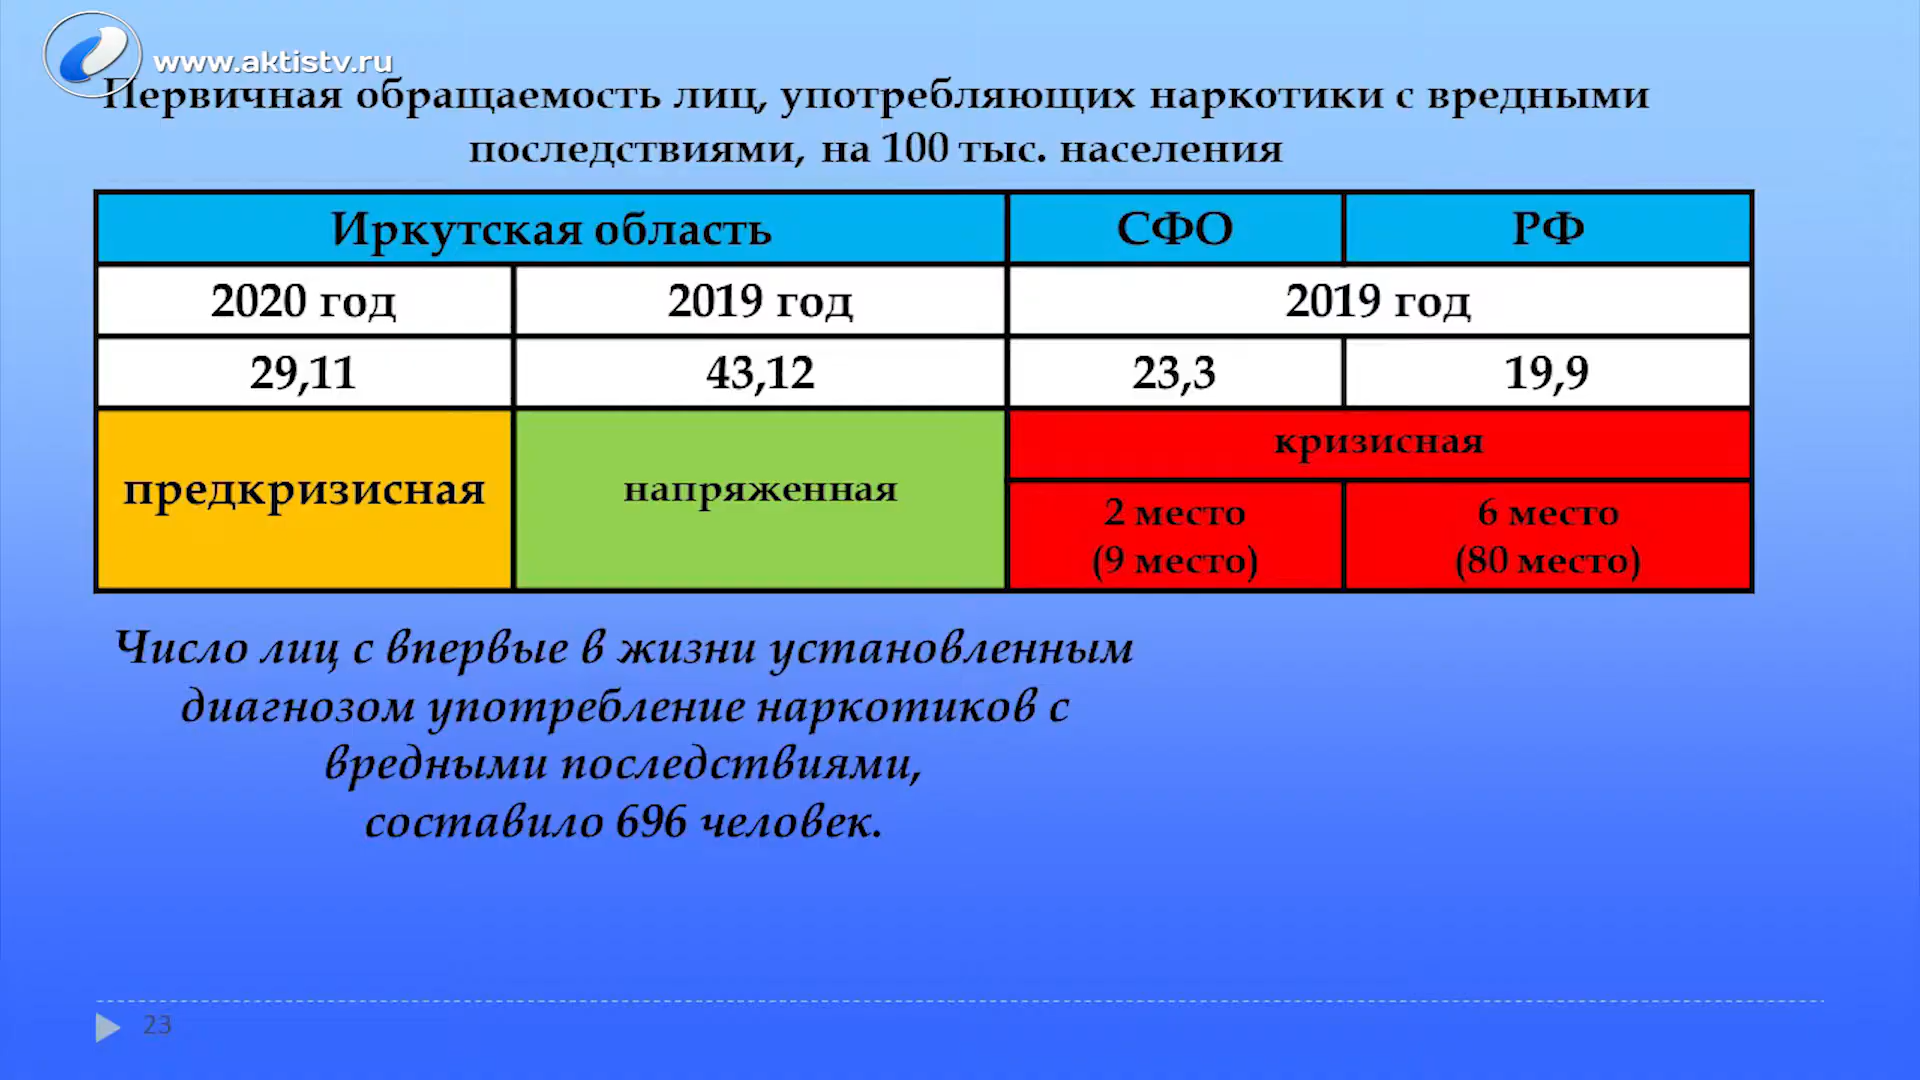 www.aktistv.ru
Первичная обращаемость лиц, употребляющих наркотики с вредными
последствиями, на 100 тыс. населения
Иркутская область СФО РФ
2020 год 2019 год 2019 год
29,11 43,12 23,3 19,9
предкризисная напряженная кризисная
2 место 6 место
(9 место) (80 место)
Число лиц с впервые в жизни установленным
диагнозом употребление наркотиков с
вредными последствиями,
составило 696 человек.
23